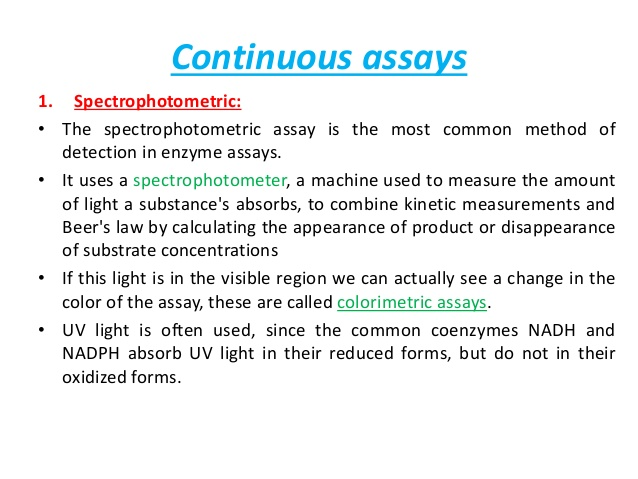 Continuous assays
1. Spectrophotometric:
• The spectrophotometric assay is the most common method of
detection in enzyme assays.
• It uses a spectrophotometer, a machine used to measure the amount
of light a substance's absorbs, to combine kinetic measurements and
Beer's law by calculating the appearance of product or disappearance
of substrate concentrations
• If this light is in the visible region we can actually see a change in the
color of the assay, these are called colorimetric assays.
• UV light is often used, since the common coenzymes NADH and
NADPH absorb UV light in their reduced forms, but do not in their
oxidized forms.